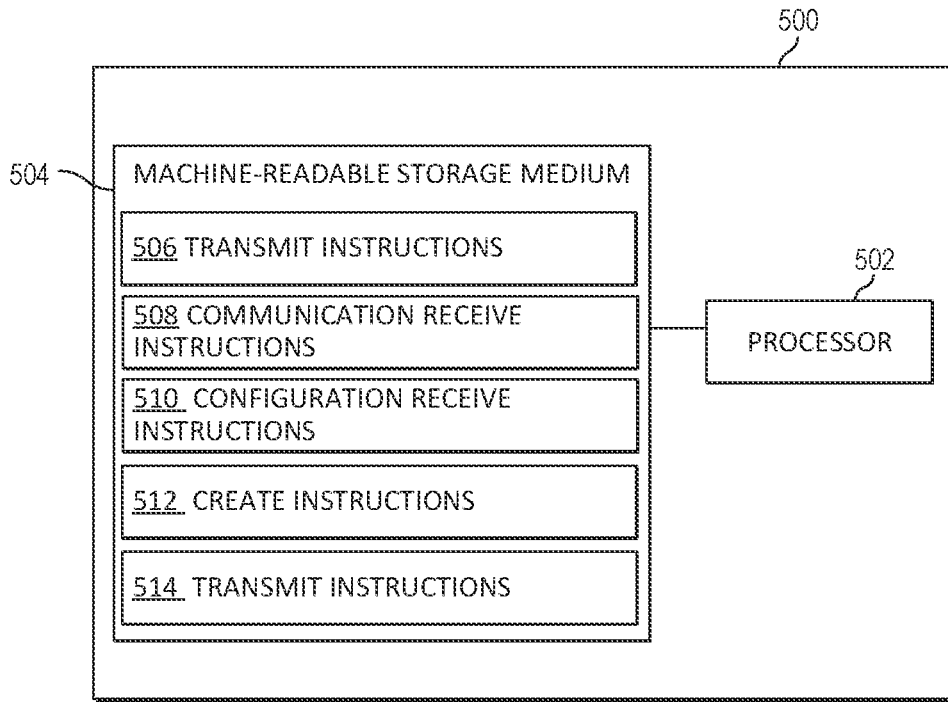 500
504
MACHINE-READABLE STORAGE MEDIUM
506 TRANSMIT INSTRUCTIONS
508 COMMUNICATION RECEIVE
INSTRUCTIONS
510 CONFIGURATION RECEIVE
INSTRUCTIONS
512 CREATE INSTRUCTIONS
514 TRANSMIT INSTRUCTIONS
502
PROCESSOR